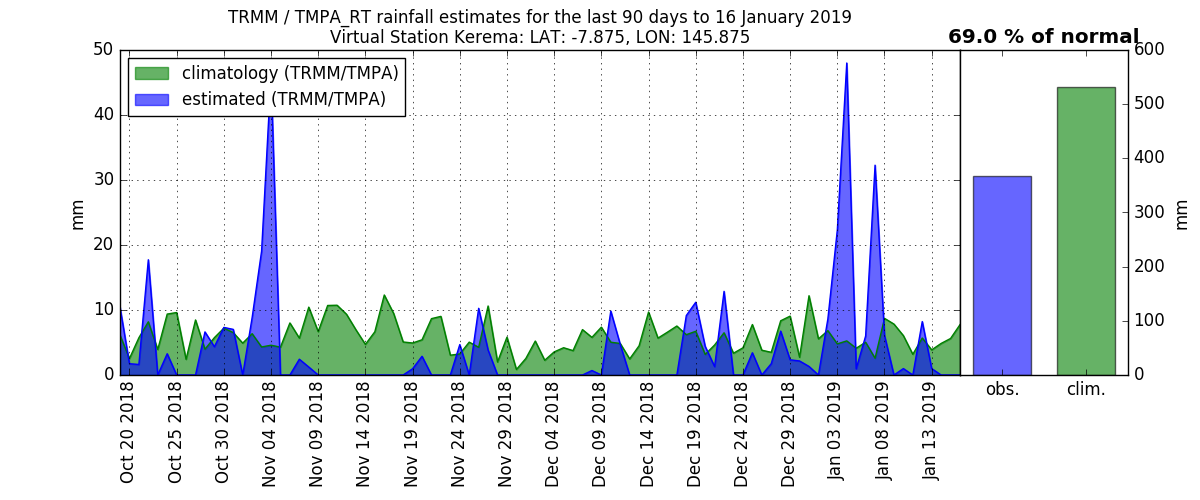 TRMM / TMPA_RT rainfall estimates for the last 90 days to 16 January 2019
Virtual Station Kerema: LAT: -7.875, LON: 145.875
69.0 % of normal
climatology (TRMM/TMPA)
estimated (TRMM/TMPA)
50
40
30
20
10
0
mm
600
500
400
300
200
100
0
mm
Oct 20 2018
Oct 25 2018
Oct 30 2018
Nov 04 2018
Nov 09 2018
Nov 14 2018
Nov 19 2018
Nov 24 2018
Nov 29 2018
Dec 04 2018
Dec 09 2018
Dec 14 2018
Dec 19 2018
Dec 24 2018
Dec 29 2018
Jan 03 2019
Jan 08 2019
Jan 13 2019
obs.
clim.